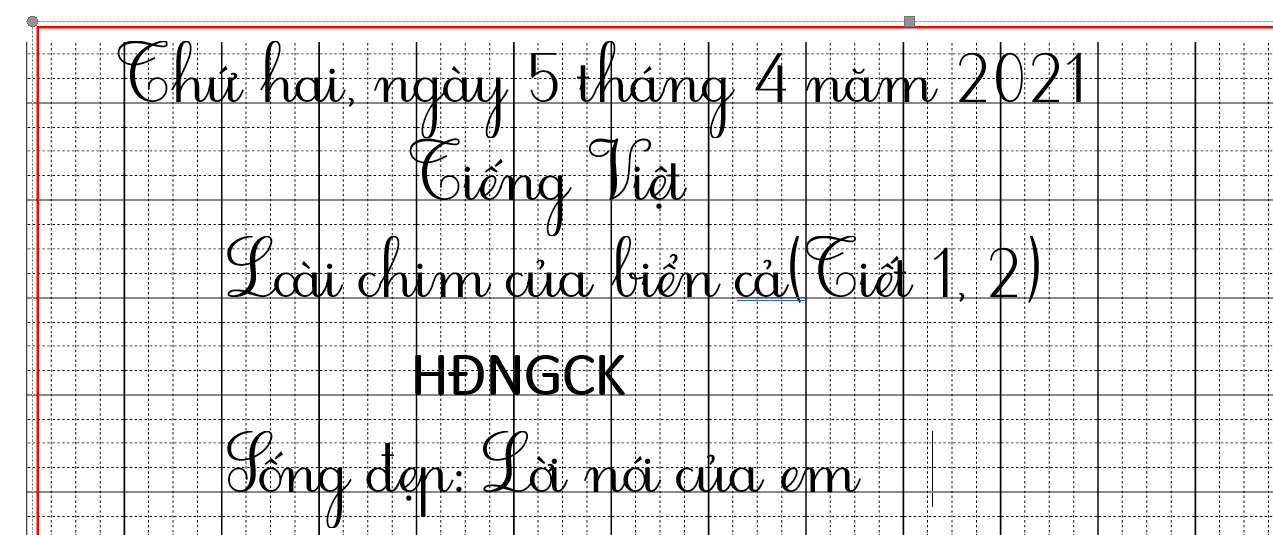 Thứ hai, ngày 5 tháng 4 năm 2021
Tiếng Việt
Loài chim của biển cả(Tiết 1, 2)
HĐNGCK
Sống đẹp: Lời nói của em